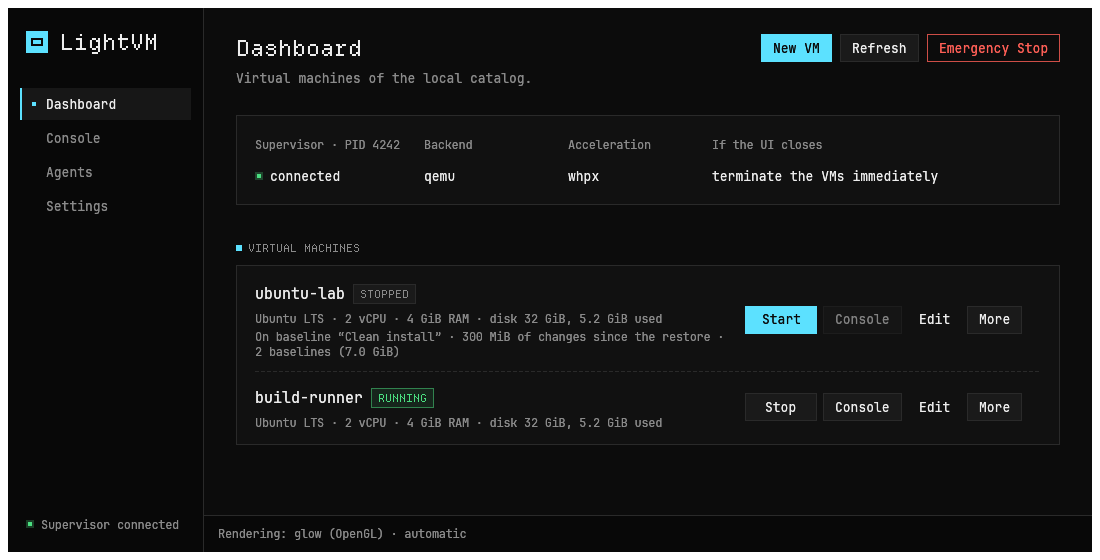 LightVM
Dashboard
Console
Agents
Settings
Supervisor connected
Dashboard
Virtual machines of the local catalog.
New VM
Refresh
Emergency Stop
Supervisor · PID 4242
Backend
Acceleration
If the UI closes
connected
qemu
whpx
terminate the VMs immediately
VIRTUAL MACHINES
ubuntu-lab STOPPED
Ubuntu LTS · 2 vCPU · 4 GiB RAM · disk 32 GiB, 5.2 GiB used
On baseline “Clean install” · 300 MiB of changes since the restore ·
2 baselines (7.0 GiB)
Start
Console
Edit
More
build-runner RUNNING
Ubuntu LTS · 2 vCPU · 4 GiB RAM · disk 32 GiB, 5.2 GiB used
Stop
Console
Edit
More
Rendering: glow (OpenGL) · automatic